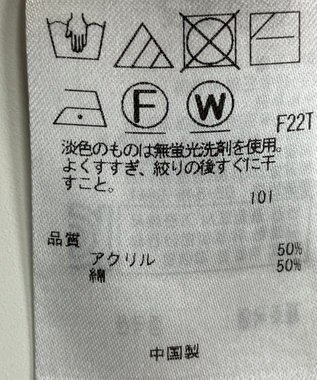 F W
F22T
淡色のものは無蛍光洗剤を使用。
よくすすぎ、絞りの後すぐに干
すこと。
101
品質
アクリル 50%
綿 50%
中国製